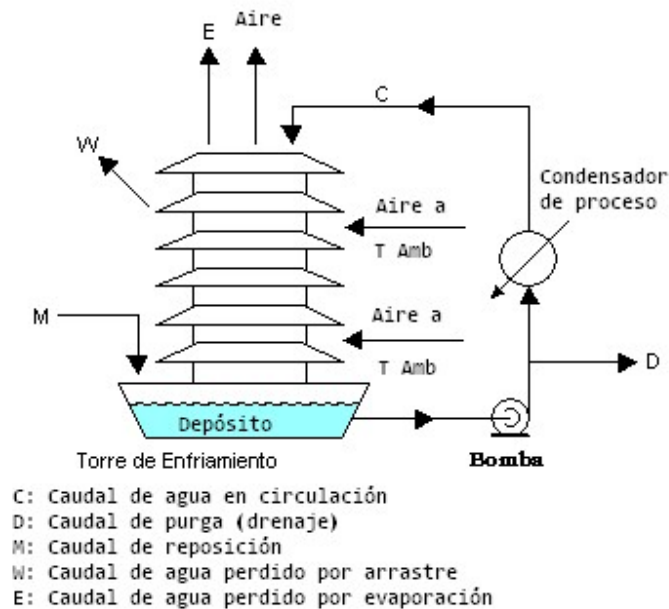 E
Aire
C
W
Condensador
de proceso
Aire a
T Amb
M
Aire a
T Amb
D
Depósito
Torre de Enfriamiento
Bomba
C: Caudal de agua en circulación
D: Caudal de purga (drenaje)
M: Caudal de reposición
W: Caudal de agua perdido por arrastre
E: Caudal de agua perdido por evaporación